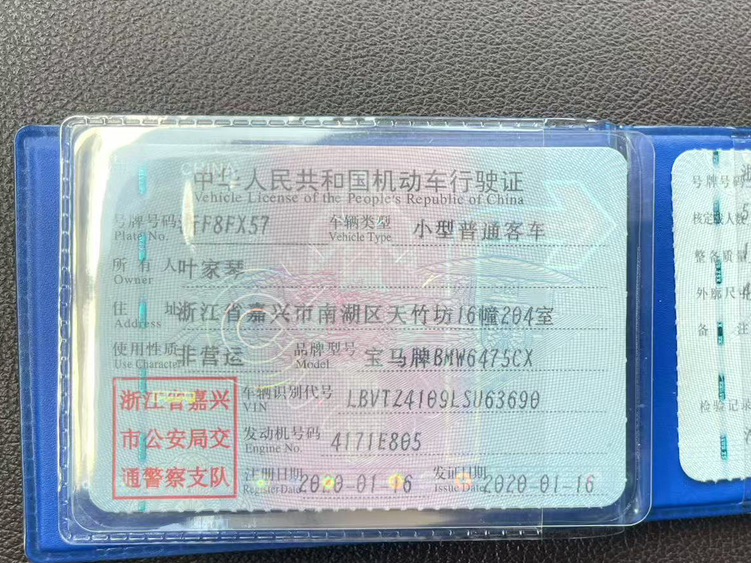 CHINA
中华人民共和国机动车行驶证
Vehicle License of the People's Republic of China
号牌号码 FF8FX57 车辆类型 小型普通客车
Plate No. Vehicle Type
所有人 叶家琴
Owner
住址 浙江省嘉兴市南湖区天竹坊16幢204室
Address
使用性质 非营运 品牌型号 宝马牌BMW6475CX
Use Character Model
浙江省嘉兴
市公安局交
通警察支队
车辆识别代号 LBVTZ4109LSU63690
VIN
发动机号码 4171E805
Engine No.
注册日期 2020-01-16 发证日期 2020-01-16
Register Date Issue Date
号牌号码
核定载人数
整备质量
外廓尺寸
备注
检验记录